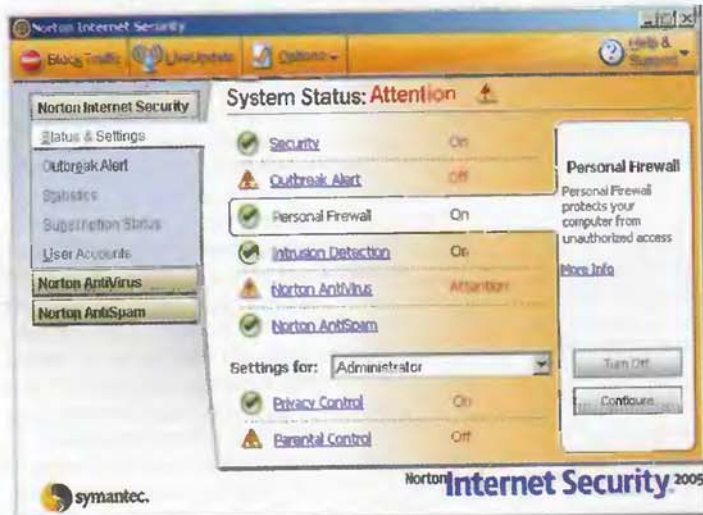 Norton Internet Security
Block Traffic
LiveUpdate
Options
Help & Support
Norton Internet Security
Status & Settings
Outbreak Alert
Statistics
Subscription Status
User Accounts
Norton AntiVirus
Norton AntiSpam
System Status: Attention
Security On
Outbreak Alert Off
Personal Firewall On
Intrusion Detection On
Norton AntiVirus Attention
Norton AntiSpam
Settings for: Administrator
Privacy Control On
Parental Control Off
Personal Firewall
Personal Firewall
protects your
computer from
unauthorized access
More Info
Turn Off
Configure
symantec.
Norton Internet Security 2005